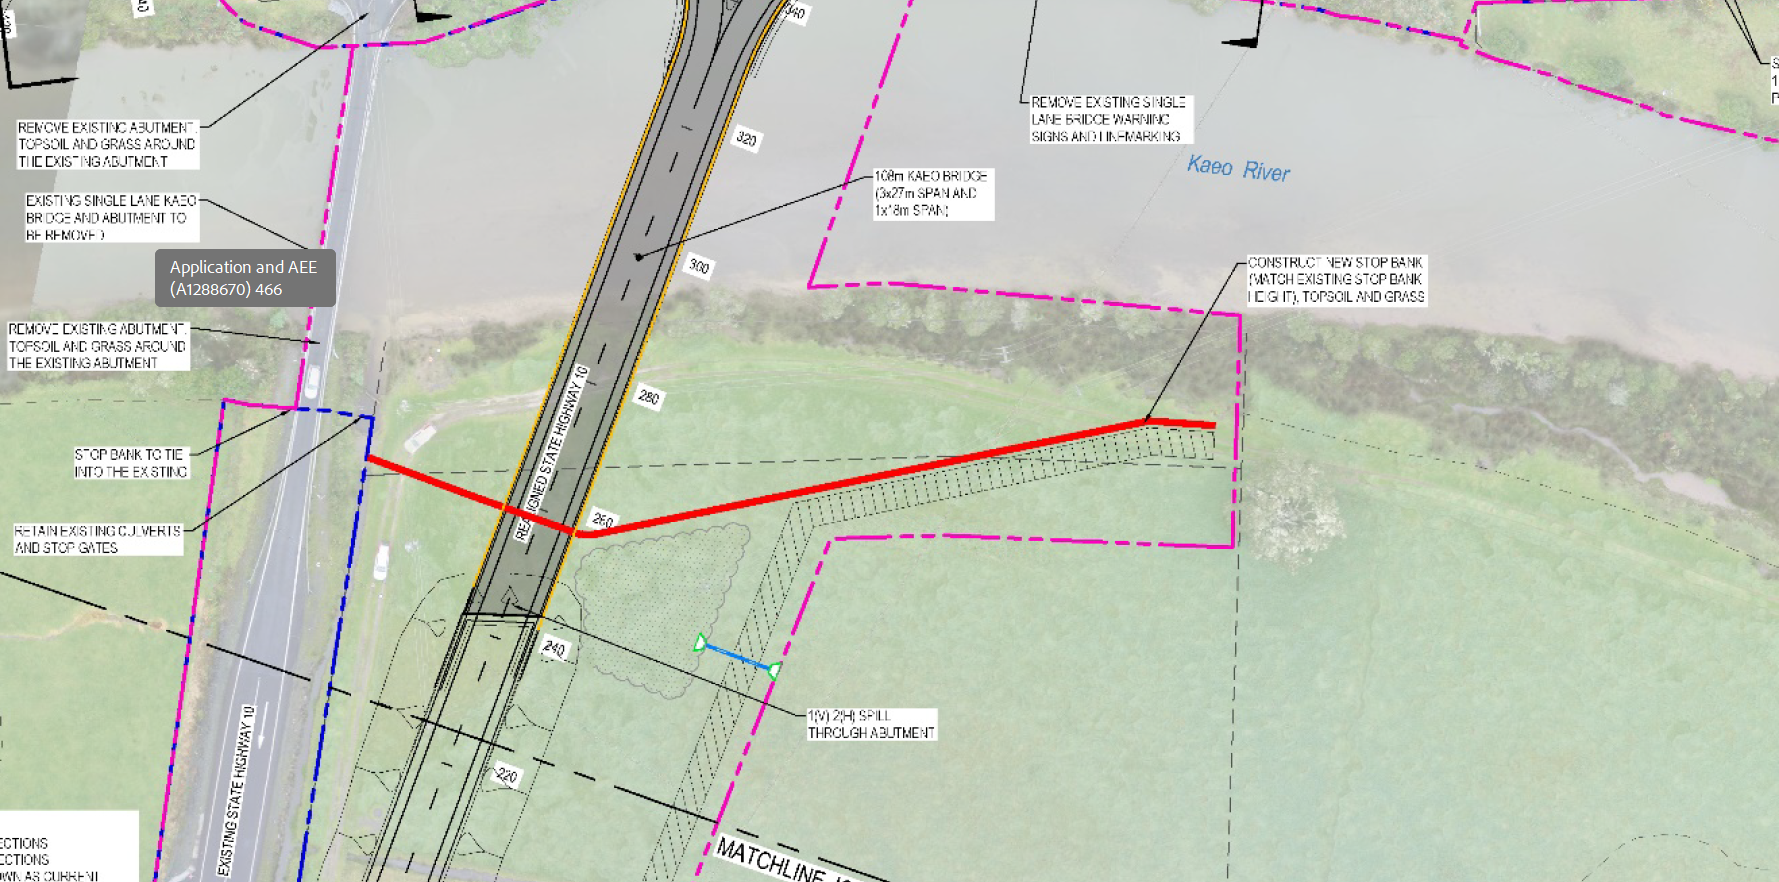 340
REMOVE EXISTING ABUTMENT,
TOPSOIL AND GRASS AROUND
THE EXISTING ABUTMENT
EXISTING SINGLE LANE KAEO
BRIDGE AND ABUTMENT TO
BE REMOVED
Application and AEE
(A1288670) 466
REMOVE EXISTING ABUTMENT,
TOPSOIL AND GRASS AROUND
THE EXISTING ABUTMENT
STOP BANK TO TIE
INTO THE EXISTING
RETAIN EXISTING CULVERTS
AND STOP GATES
320
108m KAEO BRIDGE
(3x27m SPAN AND
1x18m SPAN)
REMOVE EXISTING SINGLE
LANE BRIDGE WARNING
SIGNS AND LINEMARKING
Kaeo River
300
CONSTRUCT NEW STOP BANK
(MATCH EXISTING STOP BANK
HEIGHT), TOPSOIL AND GRASS
280
REALIGNED STATE HIGHWAY 10
260
240
1(V) 2(H) SPILL
THROUGH ABUTMENT
220
EXISTING STATE HIGHWAY 10
MATCHLINE
ECTIONS
ECTIONS
OWN AS CURRENT